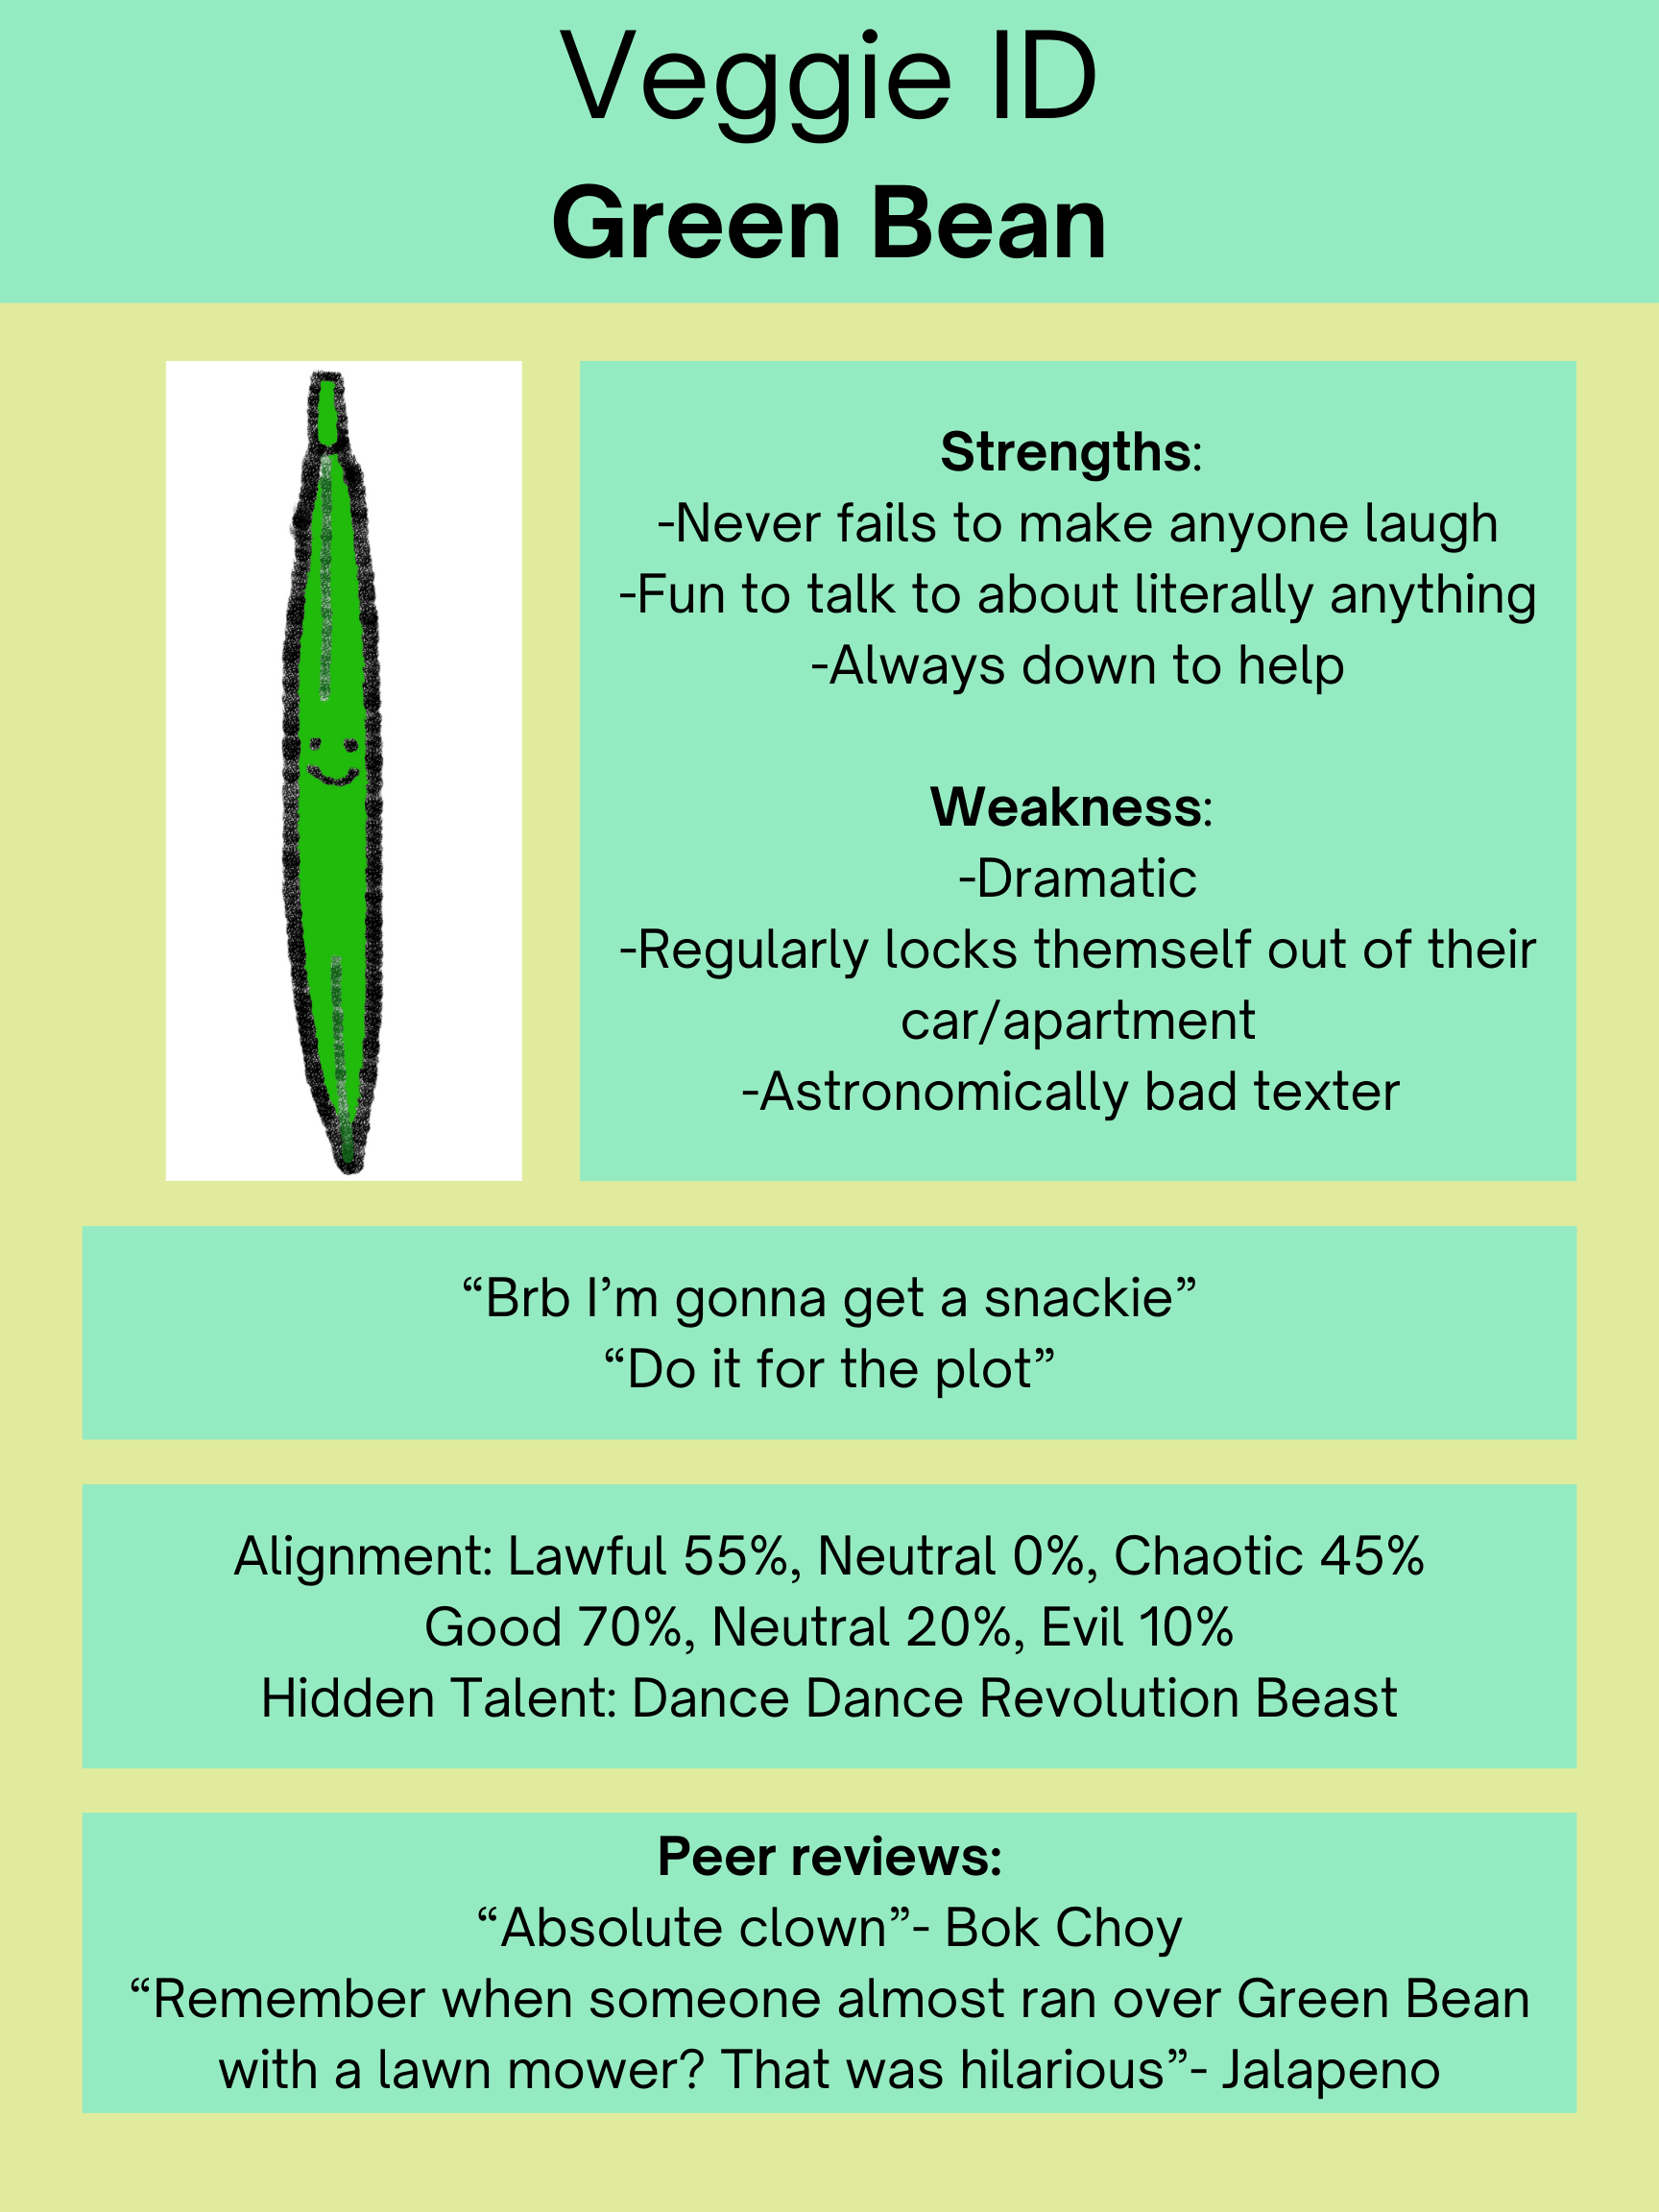 Veggie ID
Green Bean
Strengths:
-Never fails to make anyone laugh
-Fun to talk to about literally anything
-Always down to help
Weakness:
-Dramatic
-Regularly locks themself out of their
car/apartment
-Astronomically bad texter
“Brb I’m gonna get a snackie”
“Do it for the plot”
Alignment: Lawful 55%, Neutral 0%, Chaotic 45%
Good 70%, Neutral 20%, Evil 10%
Hidden Talent: Dance Dance Revolution Beast
Peer reviews:
“Absolute clown”- Bok Choy
“Remember when someone almost ran over Green Bean
with a lawn mower? That was hilarious”- Jalapeno